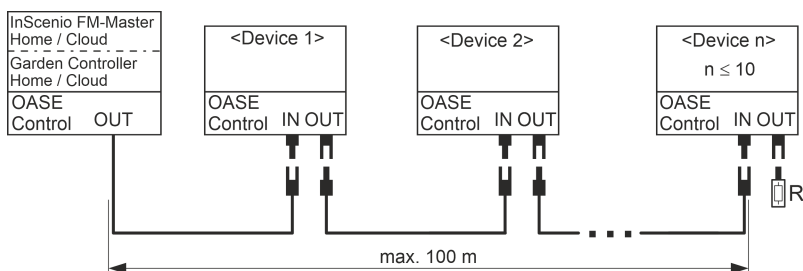 InScenio FM-Master
Home / Cloud
Garden Controller
Home / Cloud
OASE
Control OUT
<Device 1>
OASE
Control IN OUT
<Device 2>
OASE
Control IN OUT
<Device n>
n ≤ 10
OASE
Control IN OUT
R
max. 100 m